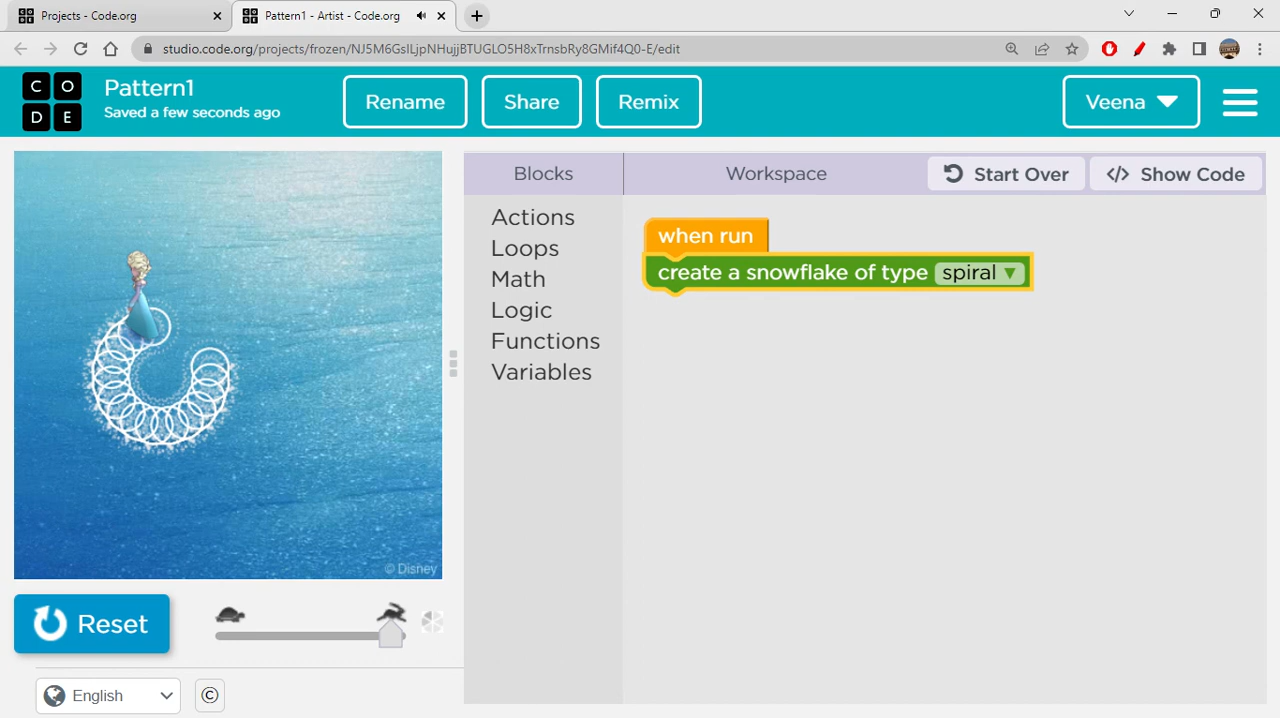 Projects - Code.org
Pattern1 - Artist - Code.org
studio.code.org/projects/frozen/NJ5M6GsILjpNHujjBTUGLO5H8xTrnsbRy8GMif4Q0-E/edit
C O
D E
Pattern1
Saved a few seconds ago
Rename
Share
Remix
Veena
Blocks
Workspace
Start Over
</> Show Code
Actions
Loops
Math
Logic
Functions
Variables
when run
create a snowflake of type spiral
© Disney
Reset
English
©